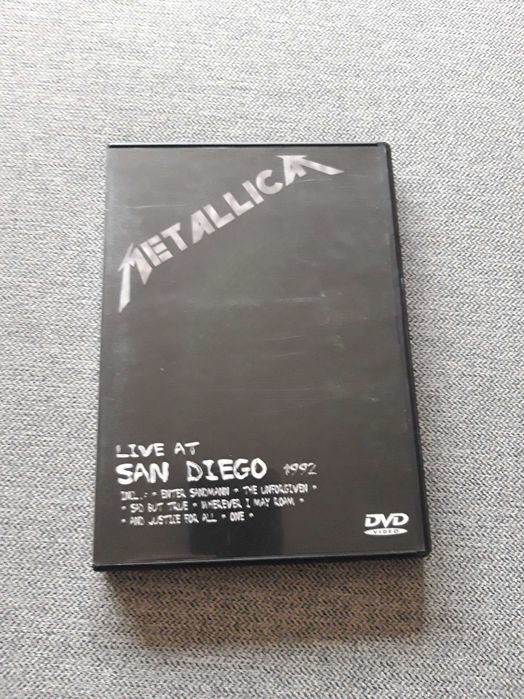 METALLICA
LIVE AT
SAN DIEGO 1992
INCL.: * ENTER SANDMANN * THE UNFORGIVEN *
* SAD BUT TRUE * WHEREVER I MAY ROAM *
* AND JUSTICE FOR ALL * ONE *
DVD
VIDEO